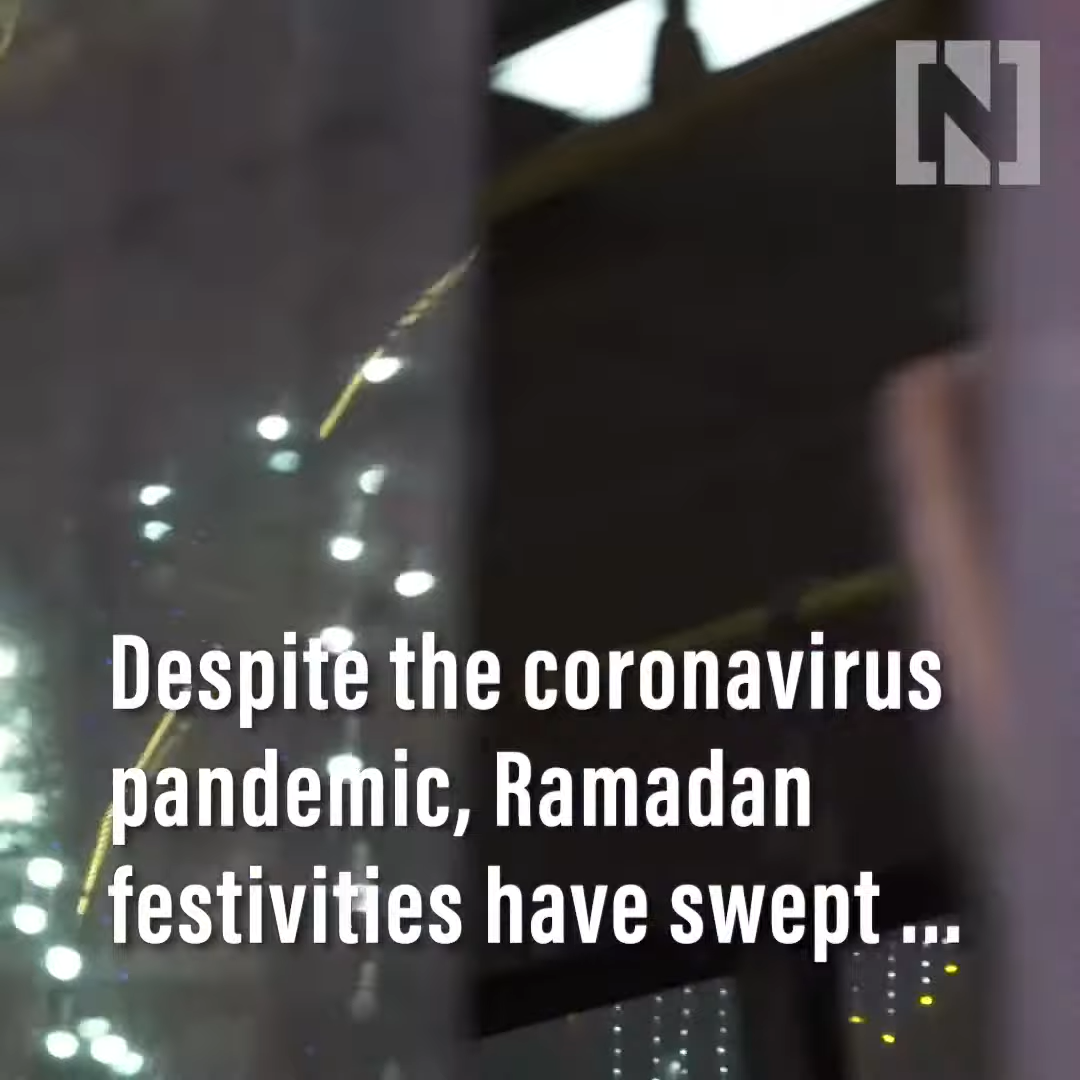 [N]
Despite the coronavirus
pandemic, Ramadan
festivities have swept ...